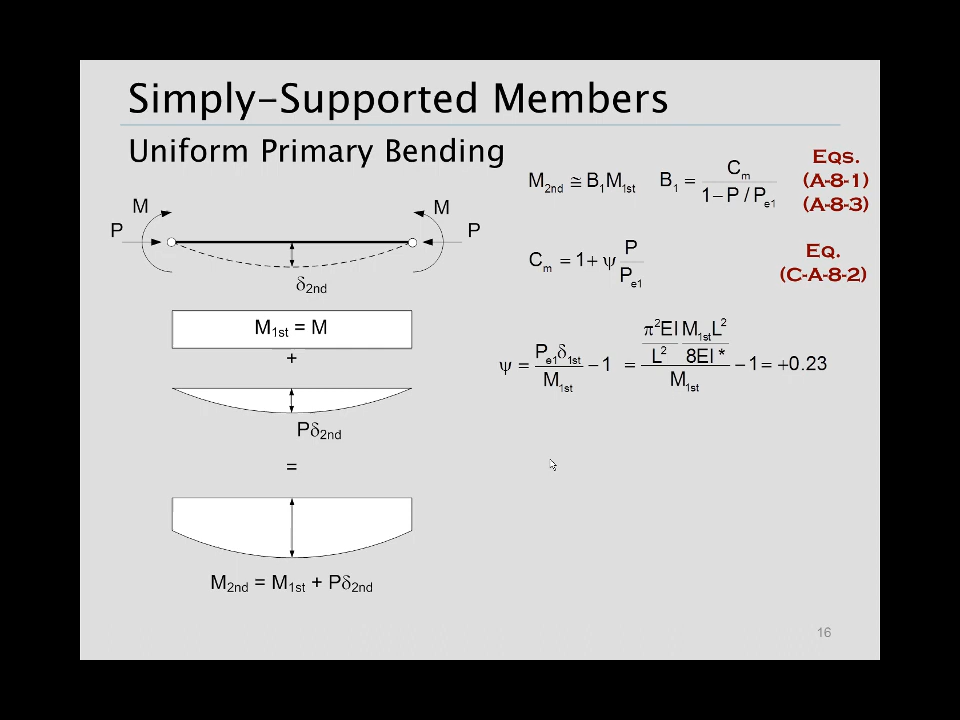 Simply-Supported Members
Uniform Primary Bending
M2nd ≅ B1M1st B1 = Cm / (1 − P / Pe1)
Eqs.
(A-8-1)
(A-8-3)
M M
P P
δ2nd
Cm = 1 + ψ P / Pe1
Eq.
(C-A-8-2)
M1st = M
+
ψ = Pe1δ1st / M1st − 1 = (π²EI / L² M1stL² / 8EI*) / M1st − 1 = +0.23
Pδ2nd
=
M2nd = M1st + Pδ2nd
16